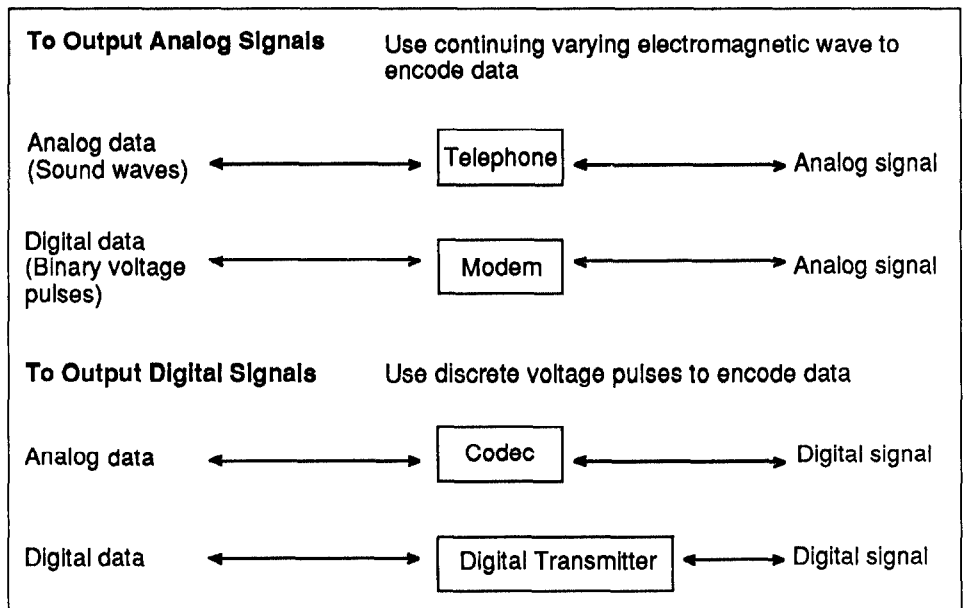 To Output Analog Signals Use continuing varying electromagnetic wave to
encode data
Analog data
(Sound waves) Telephone Analog signal
Digital data
(Binary voltage
pulses) Modem Analog signal
To Output Digital Signals Use discrete voltage pulses to encode data
Analog data Codec Digital signal
Digital data Digital Transmitter Digital signal